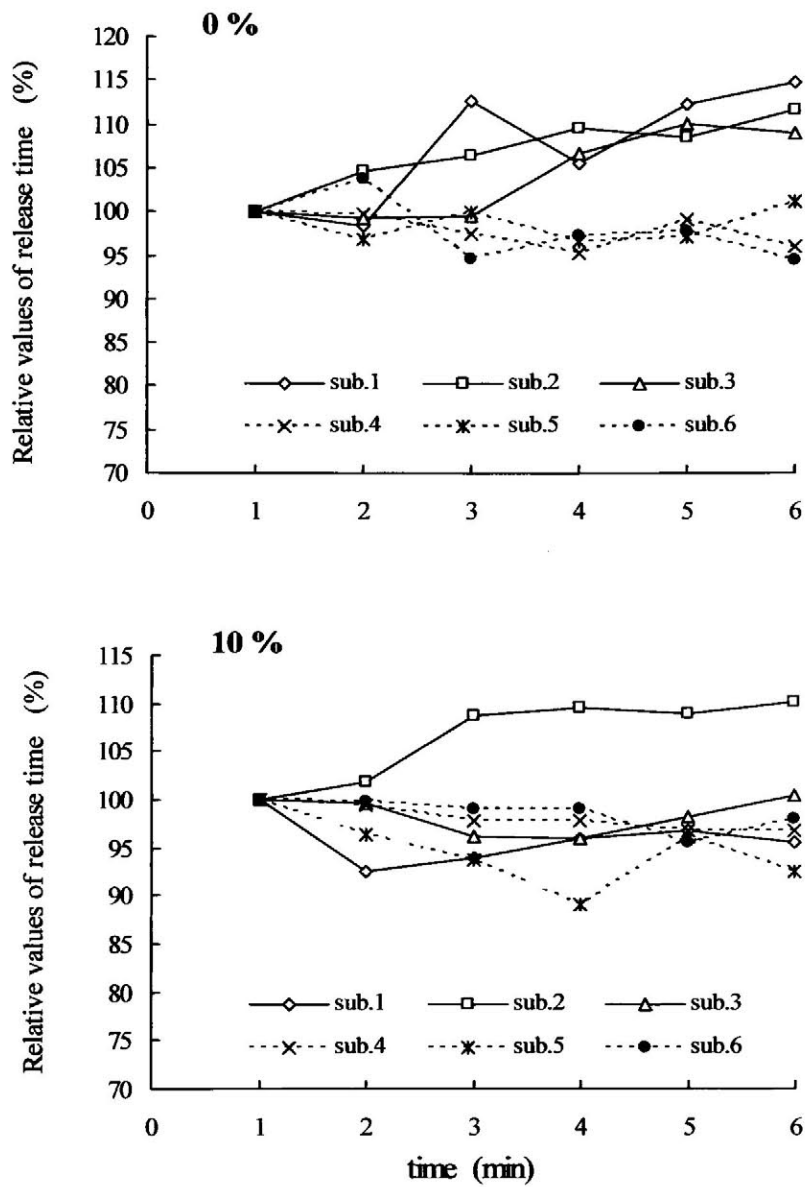 0 %
Relative values of release time (%)
120
115
110
105
100
95
90
85
80
75
70
sub.1 sub.2 sub.3
sub.4 sub.5 sub.6
0 1 2 3 4 5 6
10 %
Relative values of release time (%)
115
110
105
100
95
90
85
80
75
70
sub.1 sub.2 sub.3
sub.4 sub.5 sub.6
0 1 2 3 4 5 6
time (min)